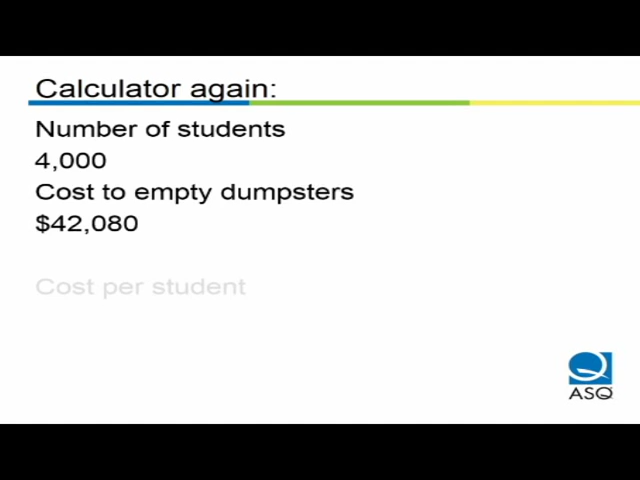 Calculator again:
Number of students
4,000
Cost to empty dumpsters
$42,080
Cost per student
ASQ